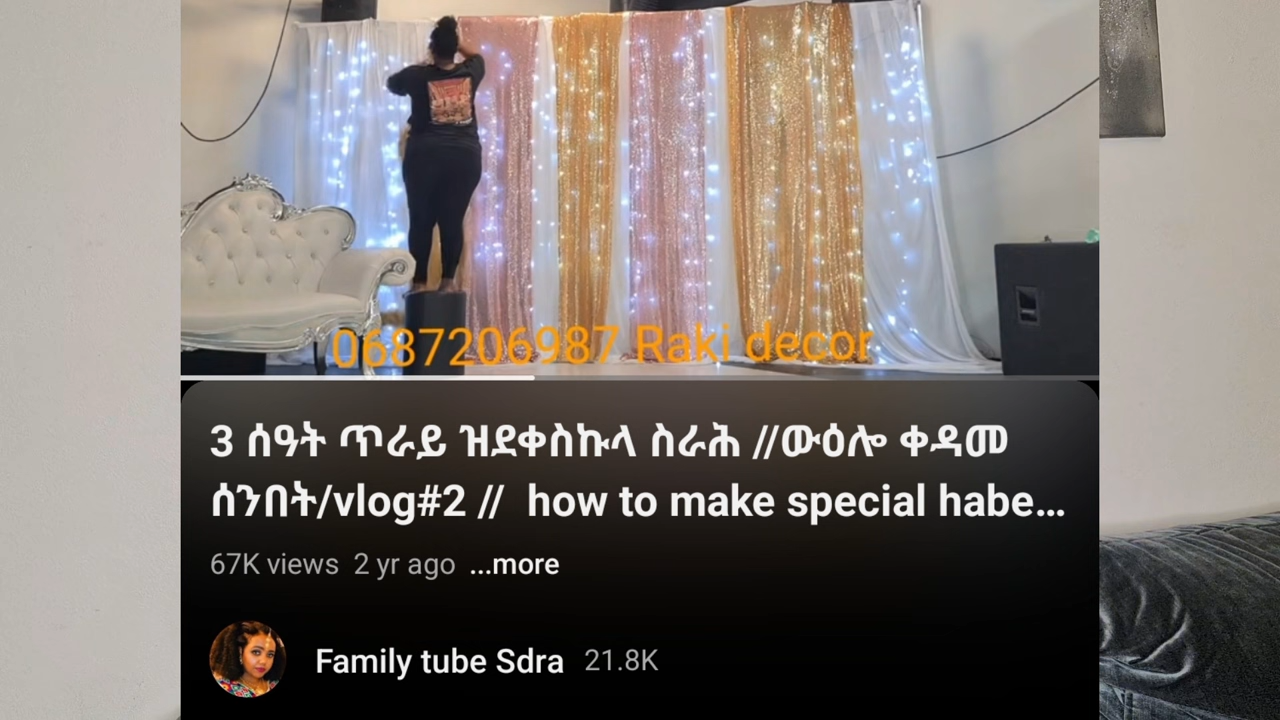 0687206987 Raki decor
3 ሰዓት ጥራይ ዝደቀስኩላ ስራሕ //ውዕሎ ቀዳመ
ሰንበት/vlog#2 // how to make special habe...
67K views 2 yr ago ...more
Family tube Sdra 21.8K